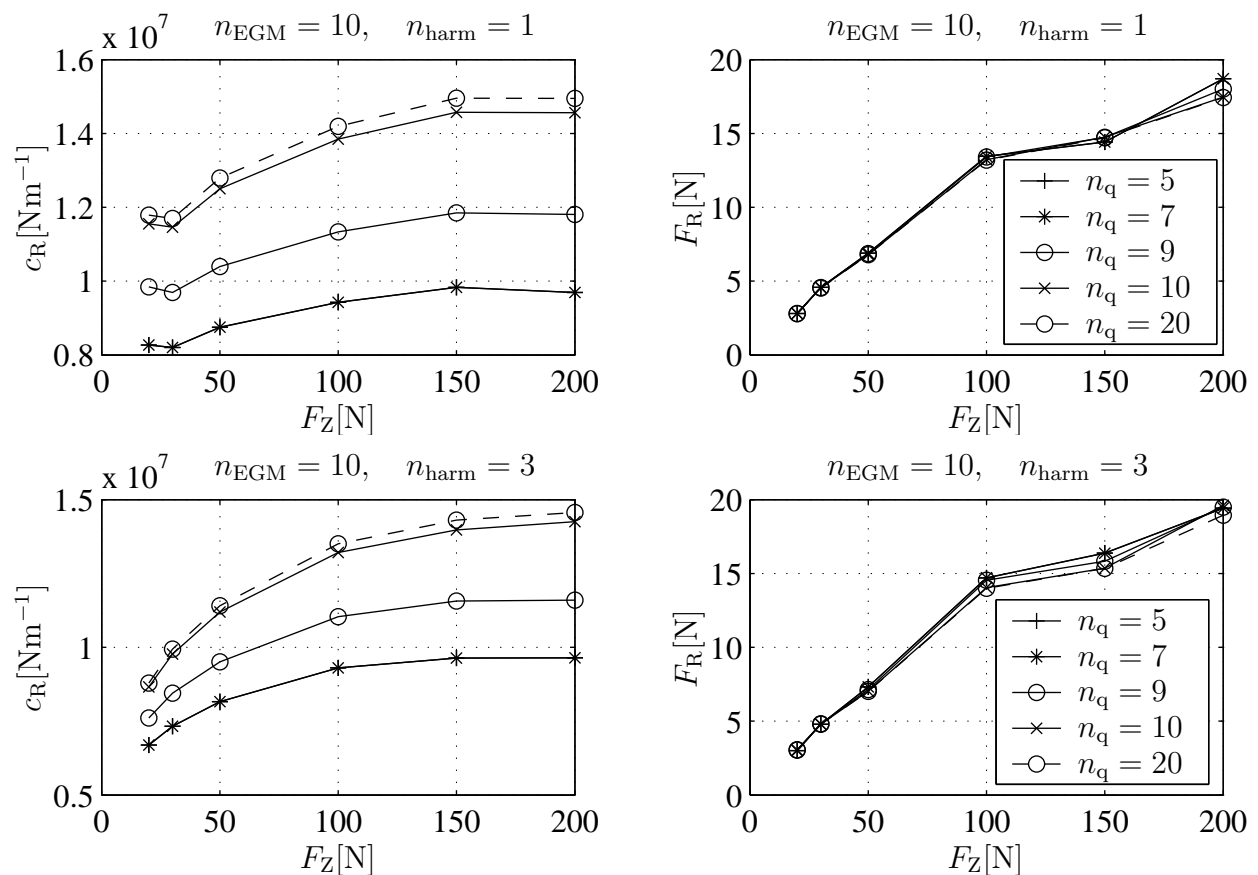 n_EGM = 10, n_harm = 1
x 10^7
1.6
1.4
1.2
1
0.8
c_R[Nm^−1]
0 50 100 150 200
F_Z[N]
n_EGM = 10, n_harm = 1
20
15
10
5
0
F_R[N]
n_q = 5
n_q = 7
n_q = 9
n_q = 10
n_q = 20
0 50 100 150 200
F_Z[N]
n_EGM = 10, n_harm = 3
x 10^7
1.5
1
0.5
c_R[Nm^−1]
0 50 100 150 200
F_Z[N]
n_EGM = 10, n_harm = 3
20
15
10
5
0
F_R[N]
n_q = 5
n_q = 7
n_q = 9
n_q = 10
n_q = 20
0 50 100 150 200
F_Z[N]